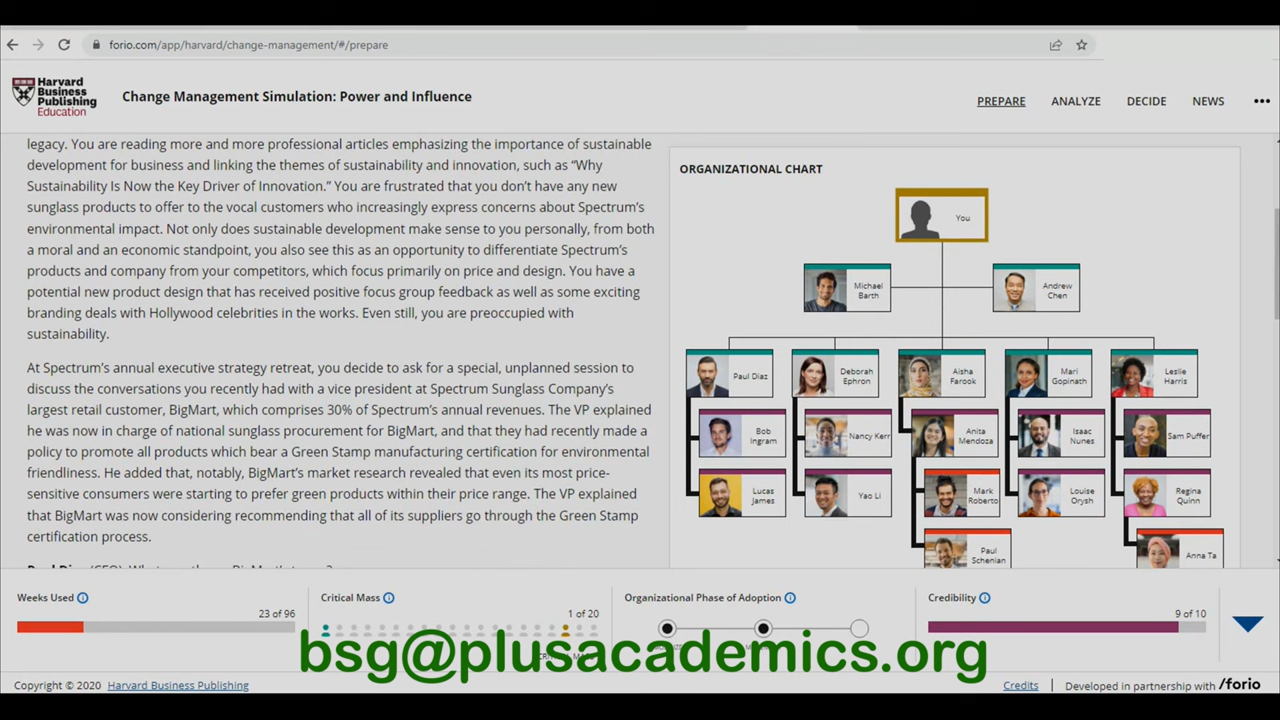 forio.com/app/harvard/change-management/#/prepare
Harvard
Business
Publishing
Education
Change Management Simulation: Power and Influence
PREPARE
ANALYZE
DECIDE
NEWS
legacy. You are reading more and more professional articles emphasizing the importance of sustainable
development for business and linking the themes of sustainability and innovation, such as “Why
Sustainability Is Now the Key Driver of Innovation.” You are frustrated that you don’t have any new
sunglass products to offer to the vocal customers who increasingly express concerns about Spectrum’s
environmental impact. Not only does sustainable development make sense to you personally, from both
a moral and an economic standpoint, you also see this as an opportunity to differentiate Spectrum’s
products and company from your competitors, which focus primarily on price and design. You have a
potential new product design that has received positive focus group feedback as well as some exciting
branding deals with Hollywood celebrities in the works. Even still, you are preoccupied with
sustainability.
At Spectrum’s annual executive strategy retreat, you decide to ask for a special, unplanned session to
discuss the conversations you recently had with a vice president at Spectrum Sunglass Company’s
largest retail customer, BigMart, which comprises 30% of Spectrum’s annual revenues. The VP explained
he was now in charge of national sunglass procurement for BigMart, and that they had recently made a
policy to promote all products which bear a Green Stamp manufacturing certification for environmental
friendliness. He added that, notably, BigMart’s market research revealed that even its most price-
sensitive consumers were starting to prefer green products within their price range. The VP explained
that BigMart was now considering recommending that all of its suppliers go through the Green Stamp
certification process.
ORGANIZATIONAL CHART
You
Michael
Barth
Andrew
Chen
Paul Diaz
Deborah
Ephron
Aisha
Farook
Mari
Gopinath
Leslie
Harris
Bob
Ingram
Nancy Kerr
Anita
Mendoza
Isaac
Nunes
Sam Puffer
Lucas
James
Yao Li
Mark
Roberto
Louise
Orysh
Regina
Quinn
Paul
Schenian
Anna Ta
Weeks Used
23 of 96
Critical Mass
1 of 20
Organizational Phase of Adoption
Credibility
9 of 10
bsg@plusacademics.org
Copyright © 2020 Harvard Business Publishing
Credits
Developed in partnership with /forio